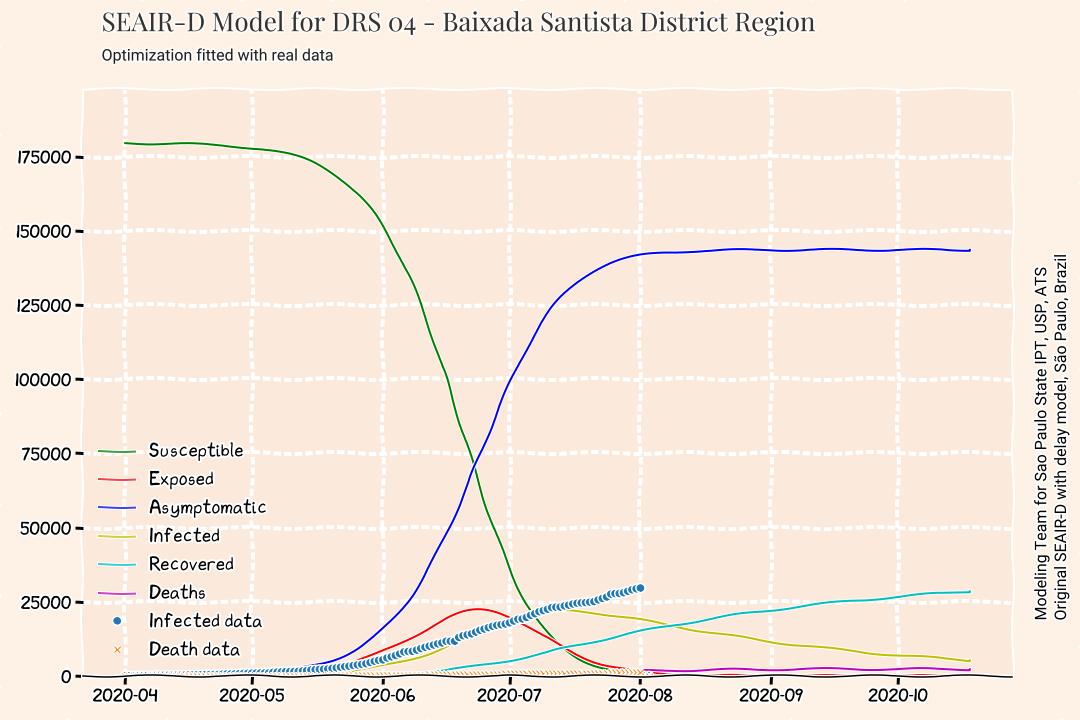 SEAIR-D Model for DRS 04 - Baixada Santista District Region
Optimization fitted with real data
175000
150000
125000
100000
75000
50000
25000
0
Susceptible
Exposed
Asymptomatic
Infected
Recovered
Deaths
Infected data
Death data
2020-04 2020-05 2020-06 2020-07 2020-08 2020-09 2020-10
Modeling Team for Sao Paulo State IPT, USP, ATS
Original SEAIR-D with delay model, São Paulo, Brazil